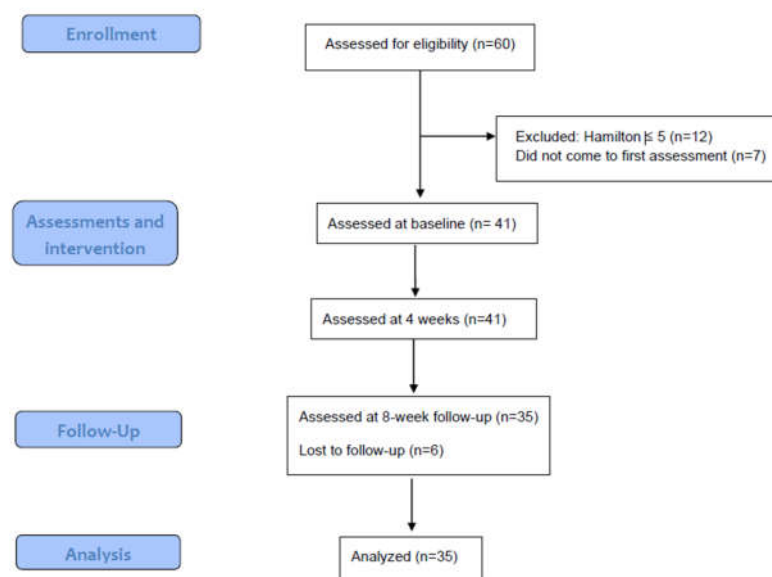 Enrollment
Assessed for eligibility (n=60)
Excluded: Hamilton ≤ 5 (n=12)
Did not come to first assessment (n=7)
Assessments and
intervention
Assessed at baseline (n= 41)
Assessed at 4 weeks (n=41)
Follow-Up
Assessed at 8-week follow-up (n=35)
Lost to follow-up (n=6)
Analysis
Analyzed (n=35)